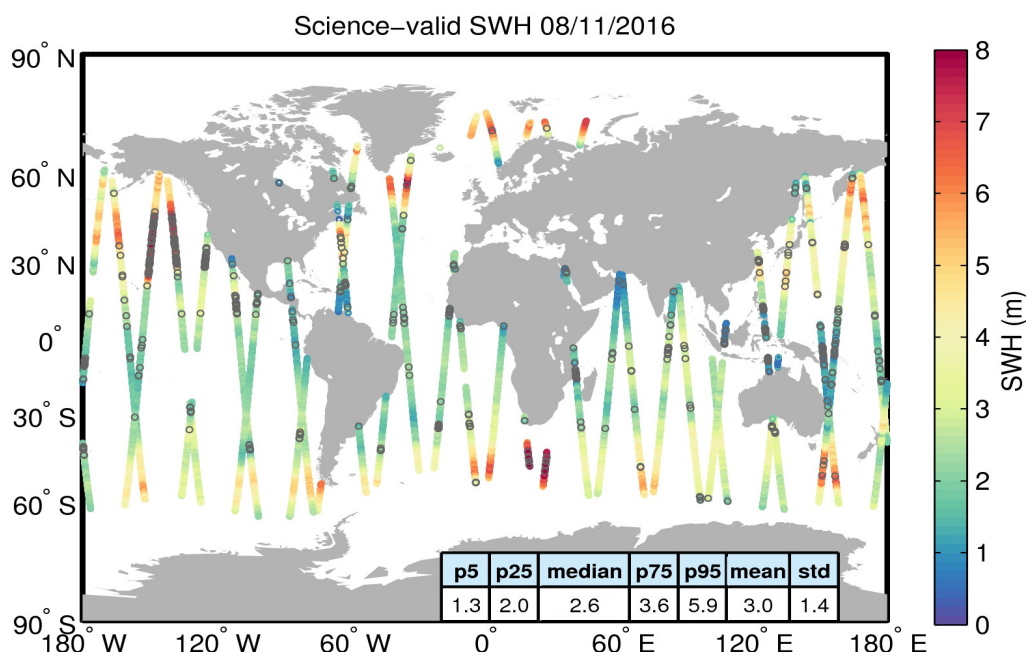 Science−valid SWH 08/11/2016
90° N
60° N
30° N
0°
30° S
60° S
90° S
180° W
120° W
60° W
0°
60° E
120° E
180° E
p5 p25 median p75 p95 mean std
1.3 2.0 2.6 3.6 5.9 3.0 1.4
8
7
6
5
4
3
2
1
0
SWH (m)